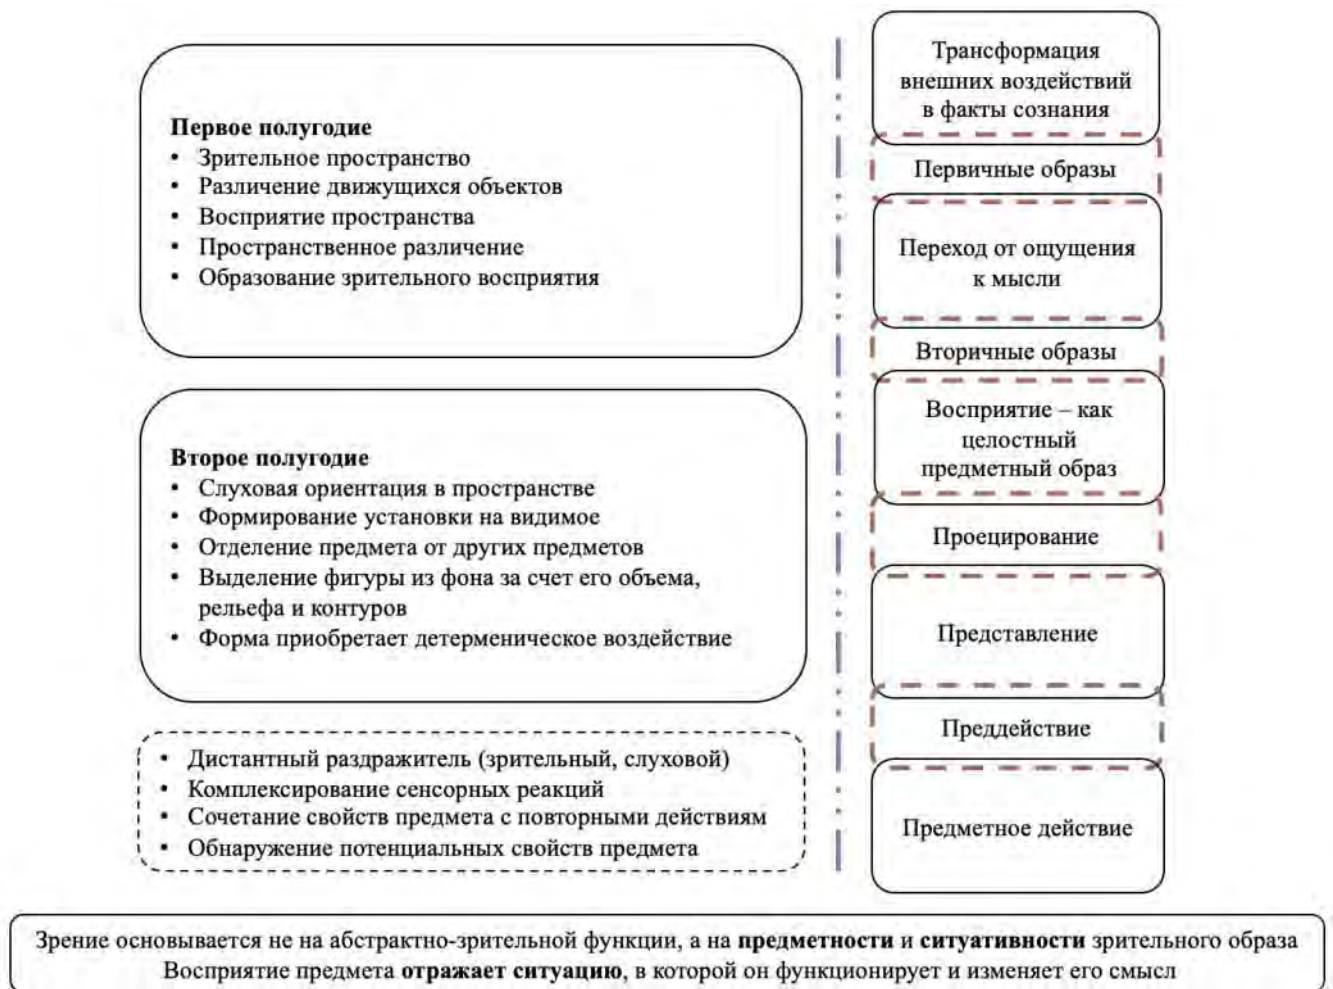 Первое полугодие
• Зрительное пространство
• Различение движущихся объектов
• Восприятие пространства
• Пространственное различение
• Образование зрительного восприятия
Второе полугодие
• Слуховая ориентация в пространстве
• Формирование установки на видимое
• Отделение предмета от других предметов
• Выделение фигуры из фона за счет его объема,
рельефа и контуров
• Форма приобретает детерменическое воздействие
• Дистантный раздражитель (зрительный, слуховой)
• Комплексирование сенсорных реакций
• Сочетание свойств предмета с повторными действиям
• Обнаружение потенциальных свойств предмета
Трансформация
внешних воздействий
в факты сознания
Первичные образы
Переход от ощущения
к мысли
Вторичные образы
Восприятие – как
целостный
предметный образ
Проецирование
Представление
Преддействие
Предметное действие
Зрение основывается не на абстрактно-зрительной функции, а на предметности и ситуативности зрительного образа
Восприятие предмета отражает ситуацию, в которой он функционирует и изменяет его смысл